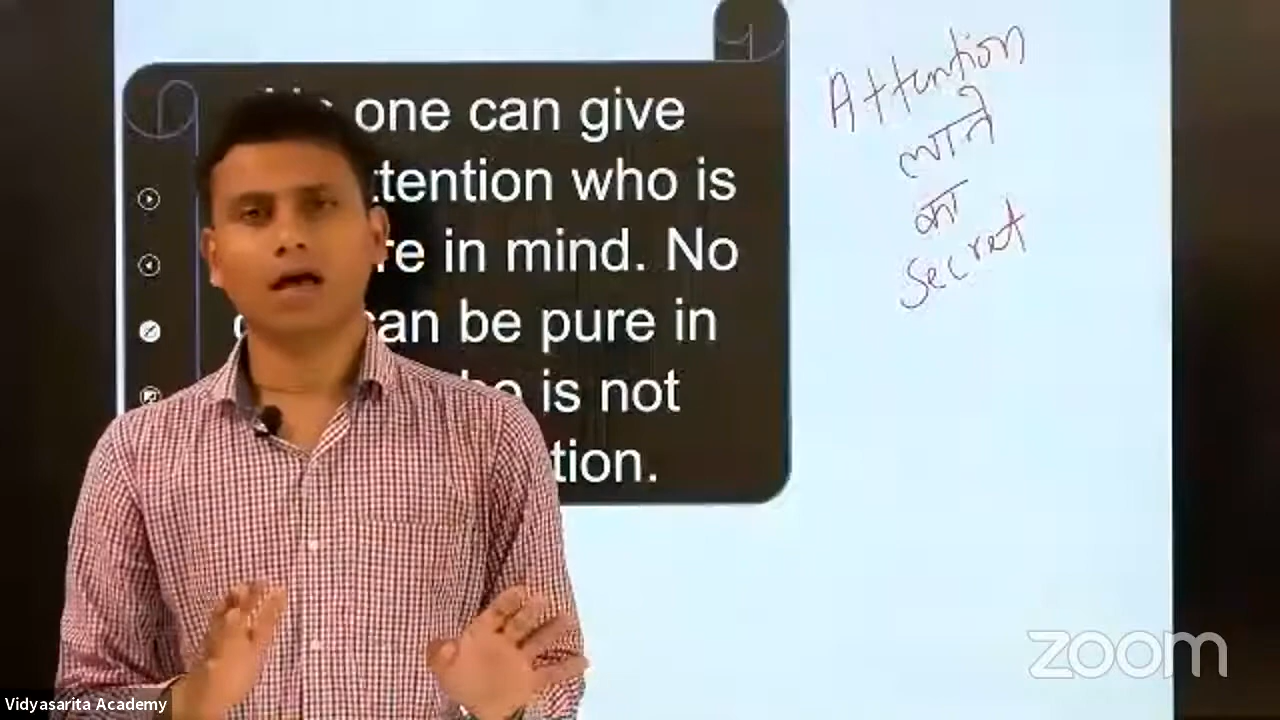 one can give
ttention who is
re in mind. No
can be pure in
he is not
tion.
Attention
लाने
का
secret
zoom
Vidyasarita Academy